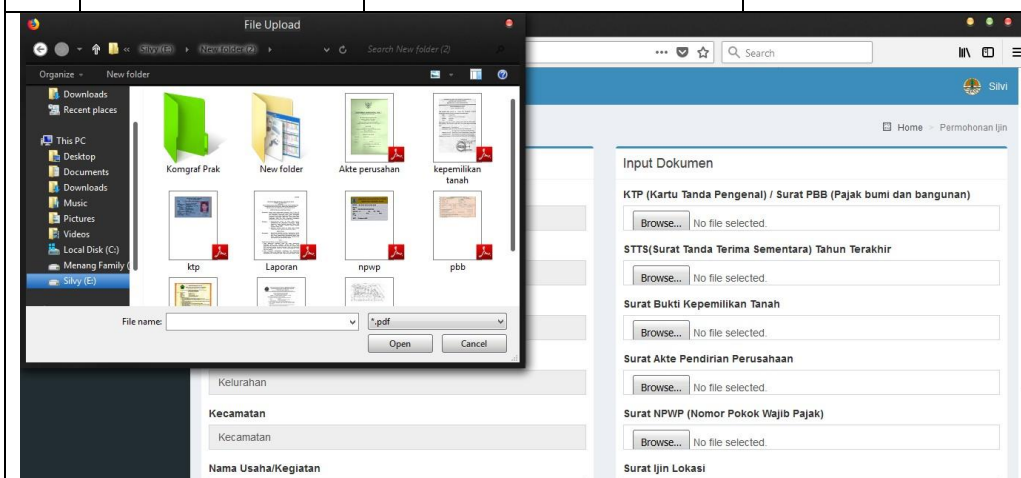 File Upload
Silvy (E:)
New folder (2)
Search New folder (2)
Organize
New folder
Downloads
Recent places
This PC
Desktop
Documents
Downloads
Music
Pictures
Videos
Local Disk (C:)
Menang Family (
Silvy (E:)
Komgraf Prak
New folder
Akte perusahan
kepemilikan
tanah
ktp
Laporan
npwp
pbb
File name:
*.pdf
Open
Cancel
Search
Silvi
Home > Permohonan Ijin
Kelurahan
Kecamatan
Kecamatan
Nama Usaha/Kegiatan
Input Dokumen
KTP (Kartu Tanda Pengenal) / Surat PBB (Pajak bumi dan bangunan)
Browse... No file selected.
STTS(Surat Tanda Terima Sementara) Tahun Terakhir
Browse... No file selected.
Surat Bukti Kepemilikan Tanah
Browse... No file selected.
Surat Akte Pendirian Perusahaan
Browse... No file selected.
Surat NPWP (Nomor Pokok Wajib Pajak)
Browse... No file selected.
Surat Ijin Lokasi